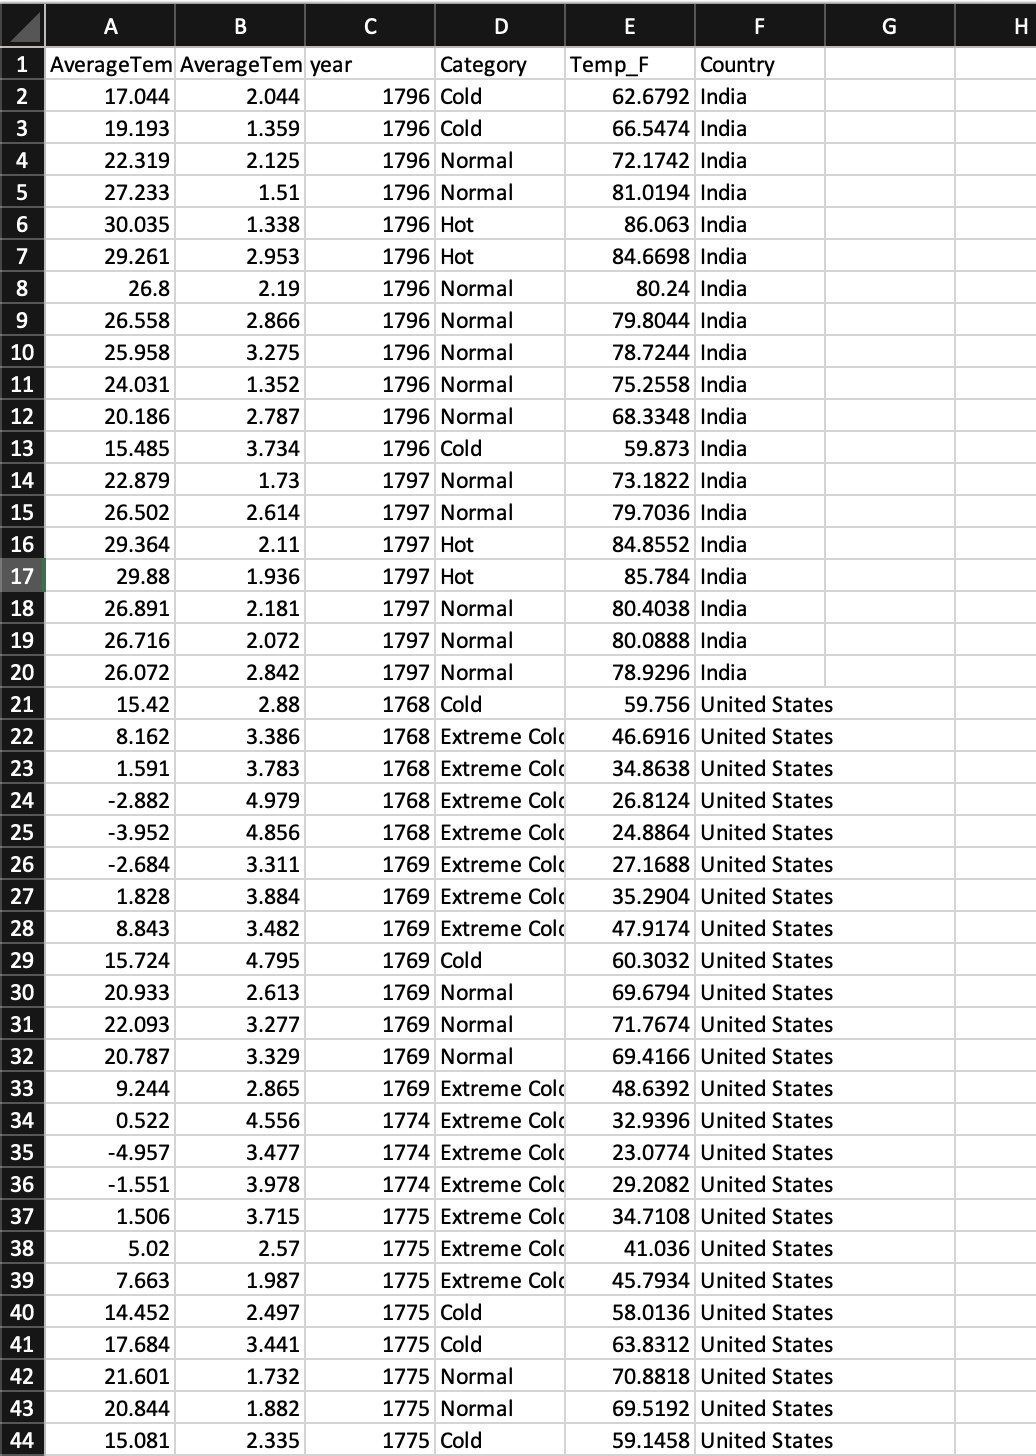 A B C D E F G H
1 AverageTem AverageTem year Category Temp_F Country
2 17.044 2.044 1796 Cold 62.6792 India
3 19.193 1.359 1796 Cold 66.5474 India
4 22.319 2.125 1796 Normal 72.1742 India
5 27.233 1.51 1796 Normal 81.0194 India
6 30.035 1.338 1796 Hot 86.063 India
7 29.261 2.953 1796 Hot 84.6698 India
8 26.8 2.19 1796 Normal 80.24 India
9 26.558 2.866 1796 Normal 79.8044 India
10 25.958 3.275 1796 Normal 78.7244 India
11 24.031 1.352 1796 Normal 75.2558 India
12 20.186 2.787 1796 Normal 68.3348 India
13 15.485 3.734 1796 Cold 59.873 India
14 22.879 1.73 1797 Normal 73.1822 India
15 26.502 2.614 1797 Normal 79.7036 India
16 29.364 2.11 1797 Hot 84.8552 India
17 29.88 1.936 1797 Hot 85.784 India
18 26.891 2.181 1797 Normal 80.4038 India
19 26.716 2.072 1797 Normal 80.0888 India
20 26.072 2.842 1797 Normal 78.9296 India
21 15.42 2.88 1768 Cold 59.756 United States
22 8.162 3.386 1768 Extreme Cold 46.6916 United States
23 1.591 3.783 1768 Extreme Cold 34.8638 United States
24 -2.882 4.979 1768 Extreme Cold 26.8124 United States
25 -3.952 4.856 1768 Extreme Cold 24.8864 United States
26 -2.684 3.311 1769 Extreme Cold 27.1688 United States
27 1.828 3.884 1769 Extreme Cold 35.2904 United States
28 8.843 3.482 1769 Extreme Cold 47.9174 United States
29 15.724 4.795 1769 Cold 60.3032 United States
30 20.933 2.613 1769 Normal 69.6794 United States
31 22.093 3.277 1769 Normal 71.7674 United States
32 20.787 3.329 1769 Normal 69.4166 United States
33 9.244 2.865 1769 Extreme Cold 48.6392 United States
34 0.522 4.556 1774 Extreme Cold 32.9396 United States
35 -4.957 3.477 1774 Extreme Cold 23.0774 United States
36 -1.551 3.978 1774 Extreme Cold 29.2082 United States
37 1.506 3.715 1775 Extreme Cold 34.7108 United States
38 5.02 2.57 1775 Extreme Cold 41.036 United States
39 7.663 1.987 1775 Extreme Cold 45.7934 United States
40 14.452 2.497 1775 Cold 58.0136 United States
41 17.684 3.441 1775 Cold 63.8312 United States
42 21.601 1.732 1775 Normal 70.8818 United States
43 20.844 1.882 1775 Normal 69.5192 United States
44 15.081 2.335 1775 Cold 59.1458 United States